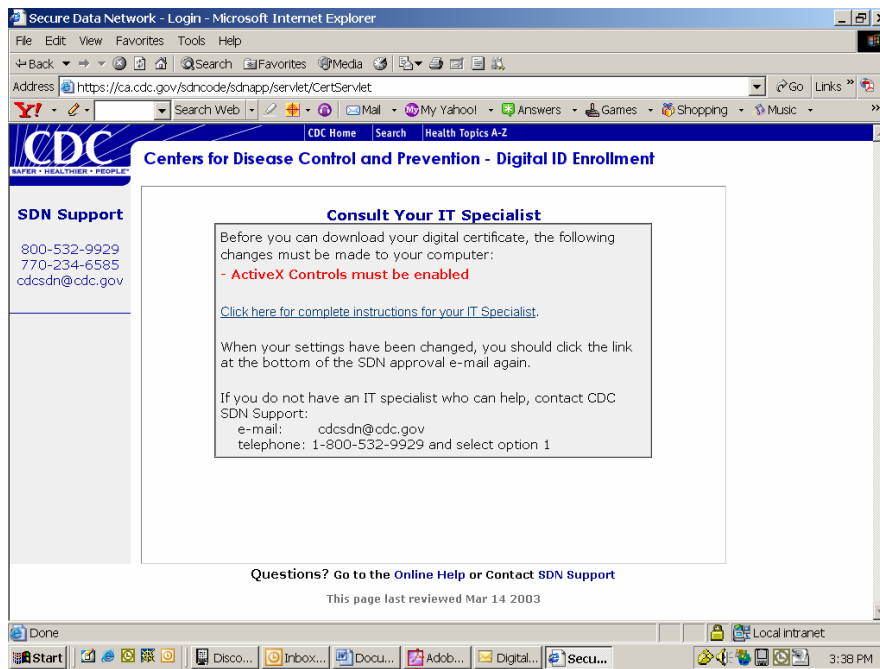 Secure Data Network - Login - Microsoft Internet Explorer
File Edit View Favorites Tools Help
Back Search Favorites Media
Address https://ca.cdc.gov/sdncode/sdnapp/servlet/CertServlet Go Links »
Y! Search Web Mail My Yahoo! Answers Games Shopping Music »
CDC Home Search Health Topics A-Z
CDC
SAFER • HEALTHIER • PEOPLE™
Centers for Disease Control and Prevention - Digital ID Enrollment
SDN Support
800-532-9929
770-234-6585
cdcsdn@cdc.gov
Consult Your IT Specialist
Before you can download your digital certificate, the following
changes must be made to your computer:
- ActiveX Controls must be enabled
Click here for complete instructions for your IT Specialist.
When your settings have been changed, you should click the link
at the bottom of the SDN approval e-mail again.
If you do not have an IT specialist who can help, contact CDC
SDN Support:
e-mail: cdcsdn@cdc.gov
telephone: 1-800-532-9929 and select option 1
Questions? Go to the Online Help or Contact SDN Support
This page last reviewed Mar 14 2003
Done Local intranet
Start Disco... Inbox... Docu... Adob... Digital... Secu... 3:38 PM